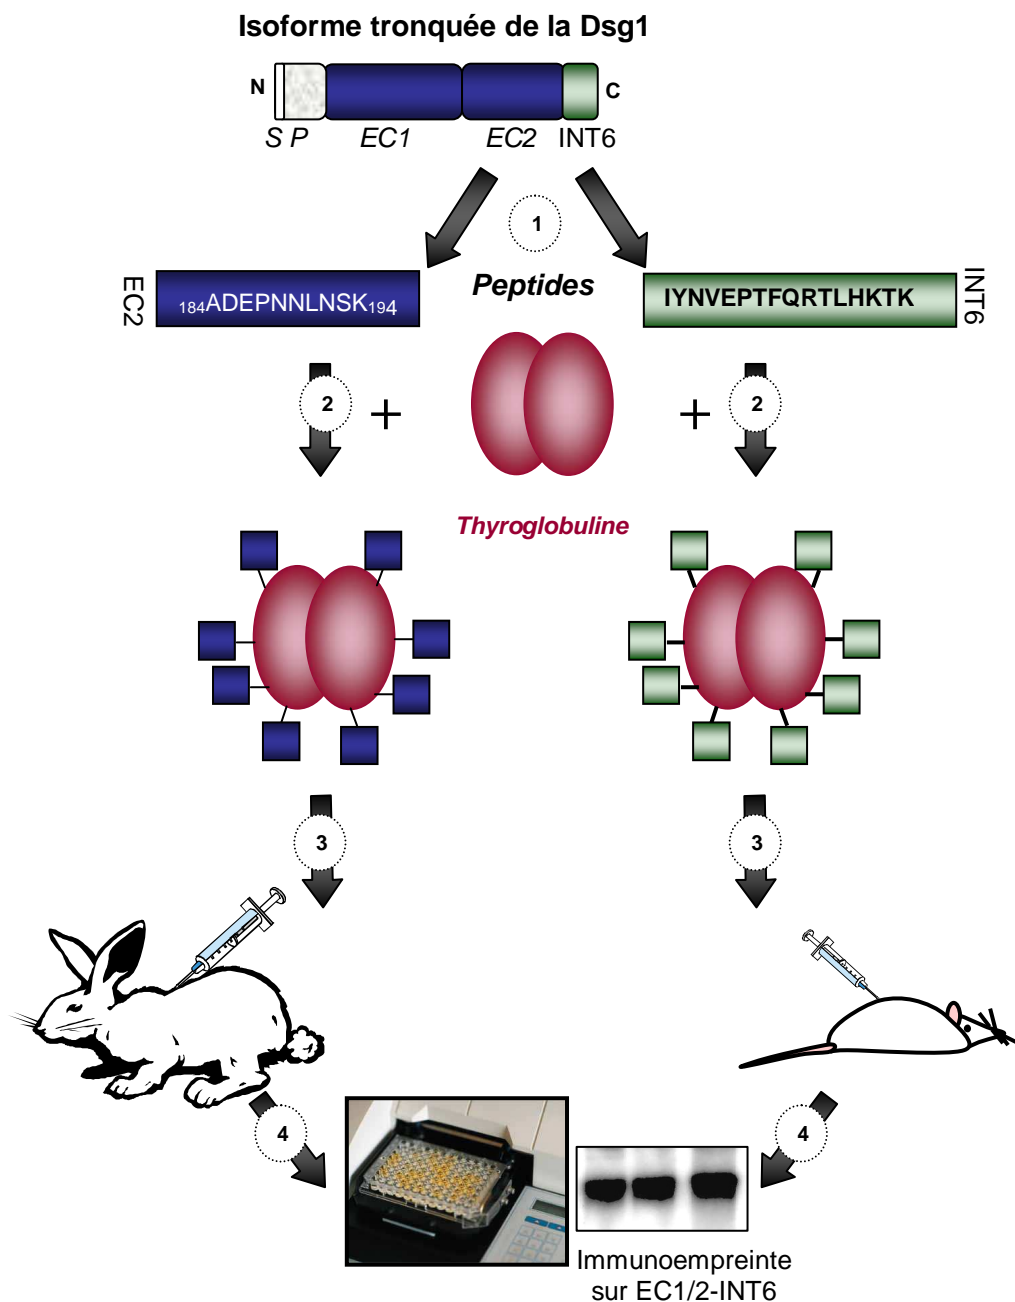 Isoforme tronquée de la Dsg1
N
C
S P EC1 EC2 INT6
1
Peptides
EC2
184ADEPNNLNSK194
IYNVEPTFQRTLHKTK
INT6
2
+
+
2
Thyroglobuline
3
3
4
4
Immunoempreinte
sur EC1/2-INT6